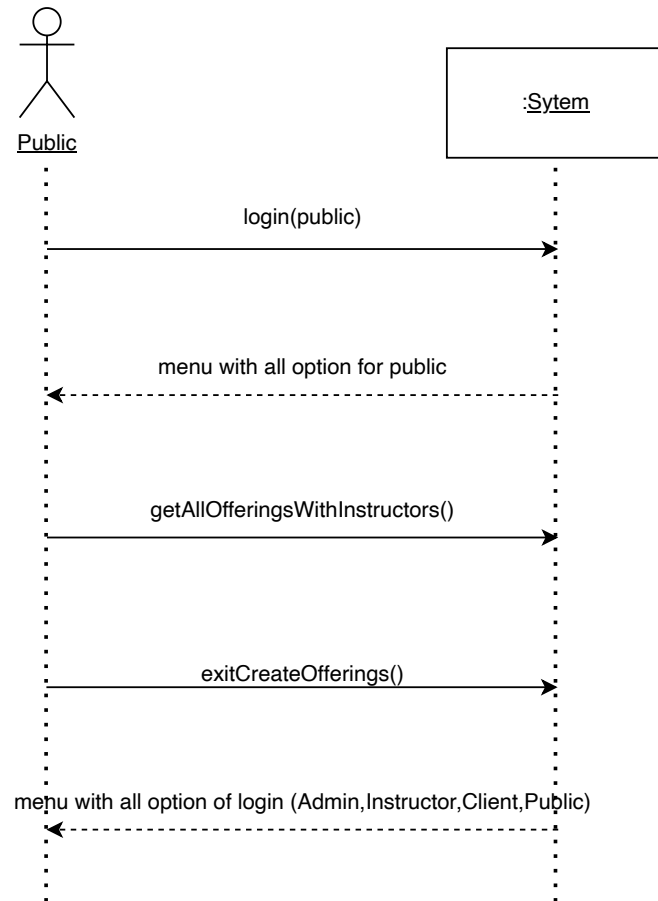 Public
:Sytem
login(public)
menu with all option for public
getAllOfferingsWithInstructors()
exitCreateOfferings()
menu with all option of login (Admin,Instructor,Client,Public)